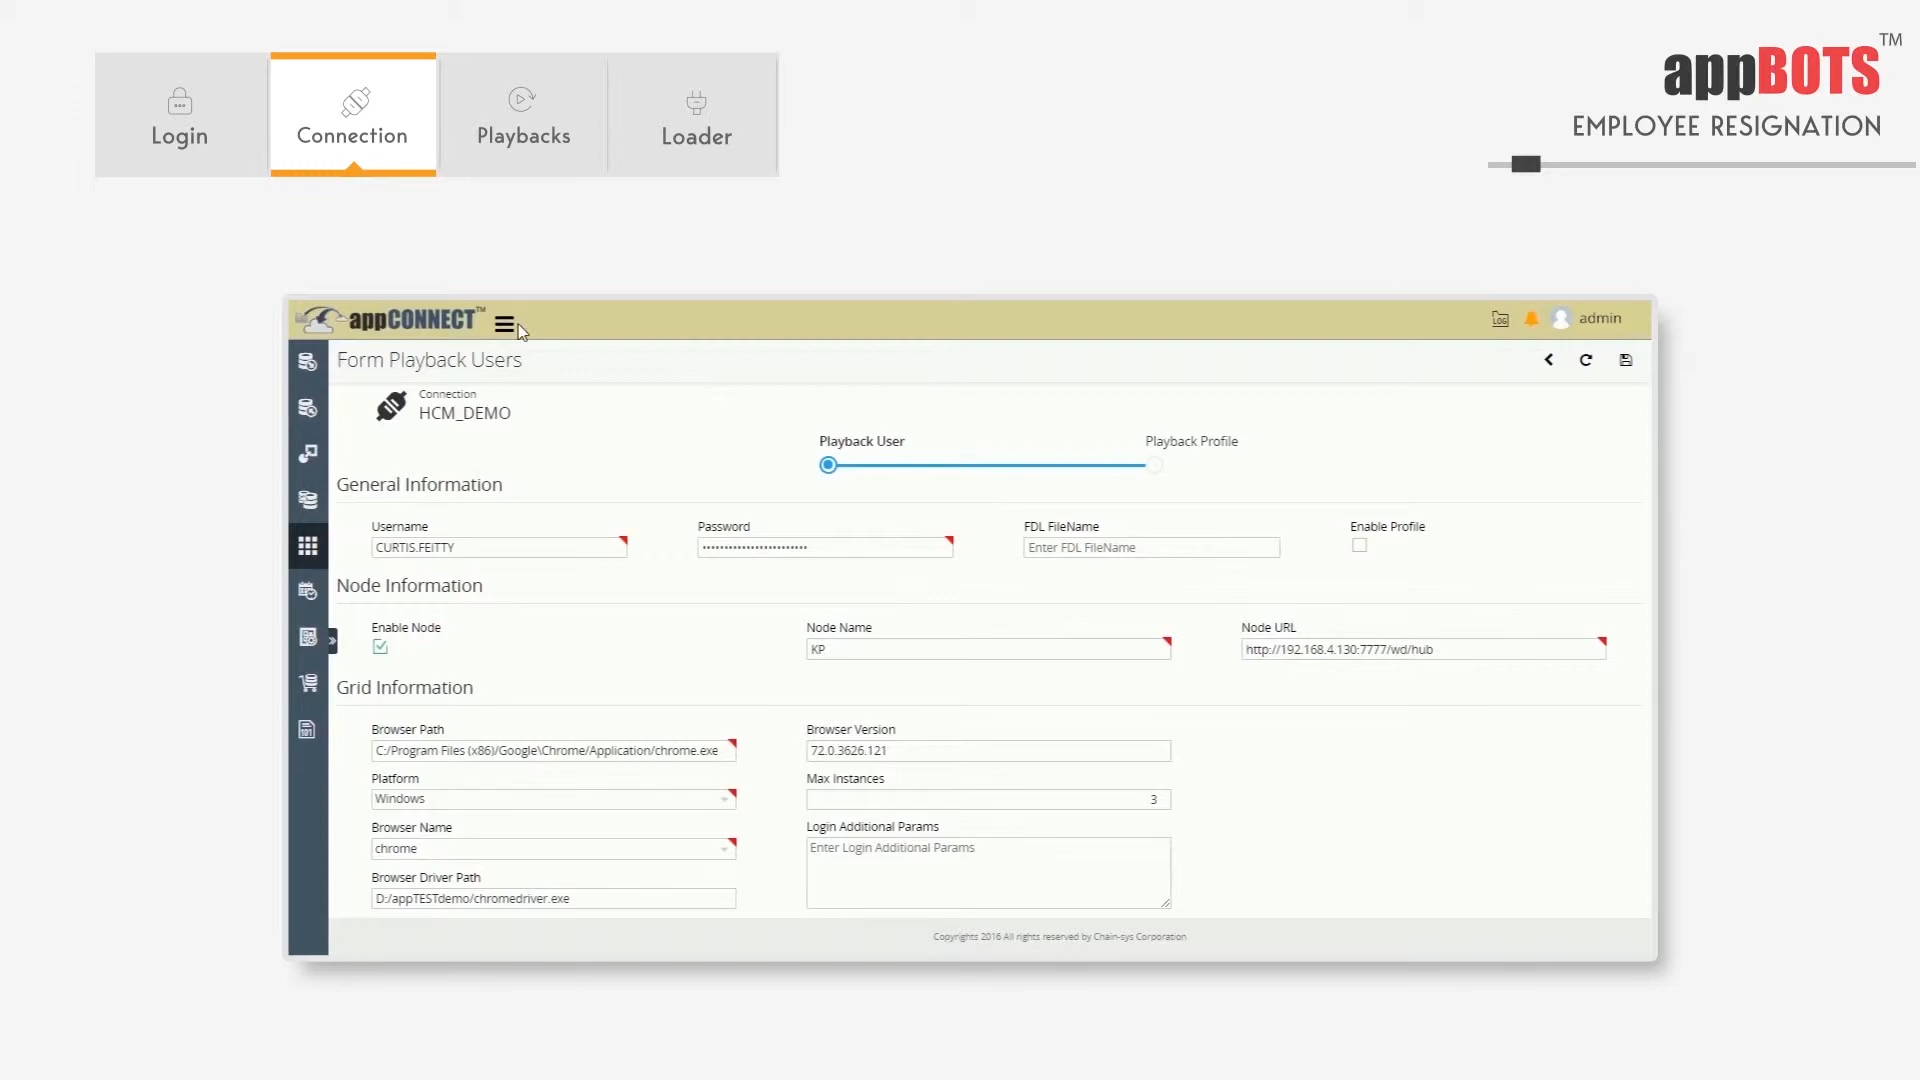 appBOTS™
EMPLOYEE RESIGNATION
Login
Connection
Playbacks
Loader
appCONNECT™
LOG
admin
Form Playback Users
Connection
HCM_DEMO
Playback User
Playback Profile
General Information
Username
Password
FDL FileName
Enable Profile
CURTIS.FEITTY
Enter FDL FileName
Node Information
Enable Node
Node Name
Node URL
KP
http://192.168.4.130:7777/wd/hub
Grid Information
Browser Path
Browser Version
C:/Program Files (x86)/Google\Chrome/Application/chrome.exe
72.0.3626.121
Platform
Max Instances
Windows
3
Browser Name
Login Additional Params
chrome
Enter Login Additional Params
Browser Driver Path
D:/appTESTdemo/chromedriver.exe
101
Copyrights 2016 All rights reserved by Chain-sys Corporation